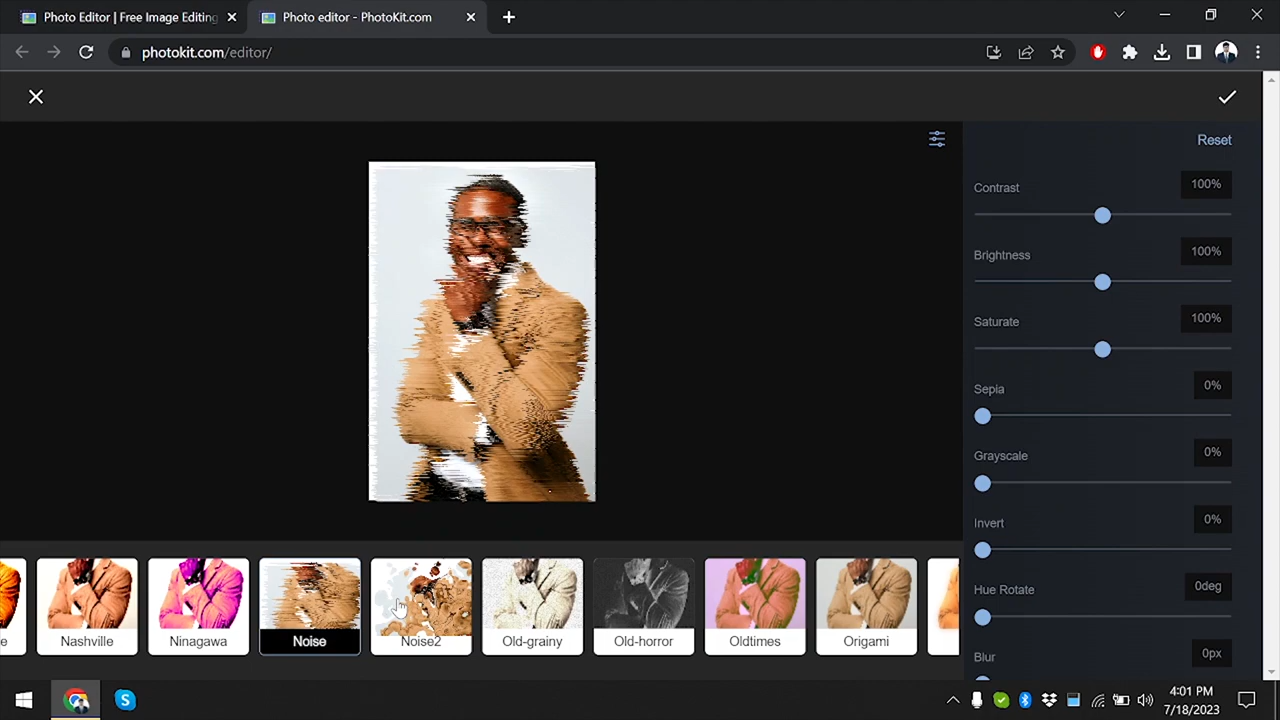 Photo Editor | Free Image Editing
Photo editor - PhotoKit.com
photokit.com/editor/
Reset
Contrast
100%
Brightness
100%
Saturate
100%
Sepia
0%
Grayscale
0%
Invert
0%
Hue Rotate
0deg
Blur
0px
e
Nashville
Ninagawa
Noise
Noise2
Old-grainy
Old-horror
Oldtimes
Origami
4:01 PM
7/18/2023